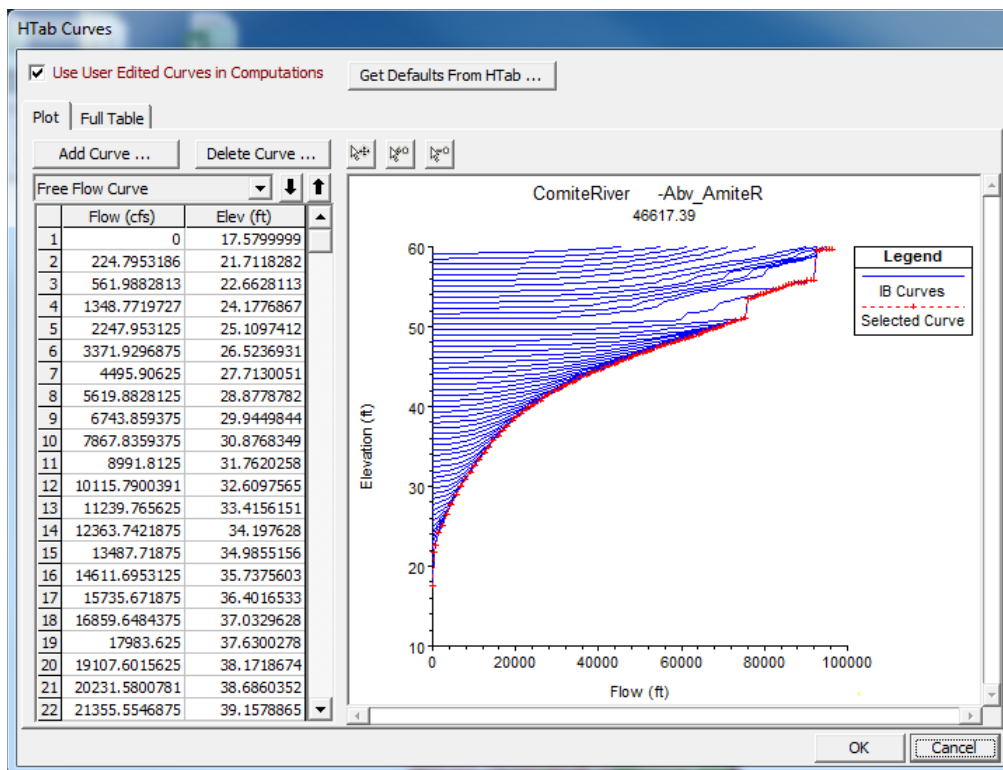 HTab Curves
Use User Edited Curves in Computations
Get Defaults From HTab ...
Plot
Full Table
Add Curve ...
Delete Curve ...
Free Flow Curve
Flow (cfs) Elev (ft)
1 0 17.5799999
2 224.7953186 21.7118282
3 561.9882813 22.6628113
4 1348.7719727 24.1776867
5 2247.953125 25.1097412
6 3371.9296875 26.5236931
7 4495.90625 27.7130051
8 5619.8828125 28.8778782
9 6743.859375 29.9449844
10 7867.8359375 30.8768349
11 8991.8125 31.7620258
12 10115.7900391 32.6097565
13 11239.765625 33.4156151
14 12363.7421875 34.197628
15 13487.71875 34.9855156
16 14611.6953125 35.7375603
17 15735.671875 36.4016533
18 16859.6484375 37.0329628
19 17983.625 37.6300278
20 19107.6015625 38.1718674
21 20231.5800781 38.6860352
22 21355.5546875 39.1578865
ComiteRiver -Abv_AmiteR
46617.39
60
50
40
30
20
10
Elevation (ft)
0 20000 40000 60000 80000 100000
Flow (ft)
Legend
IB Curves
Selected Curve
OK
Cancel